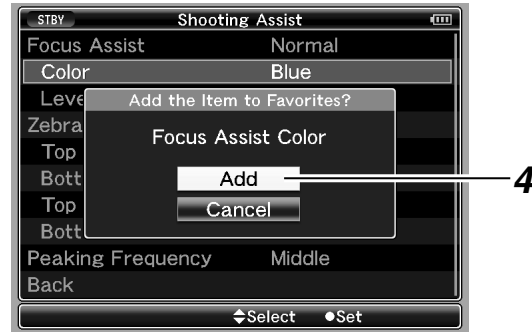 STBY Shooting Assist
Focus Assist Normal
Color Blue
Leve
Add the Item to Favorites?
Zebra
Focus Assist Color
Top
Bott
Add
4
Top
Cancel
Bott
Peaking Frequency Middle
Back
Select Set